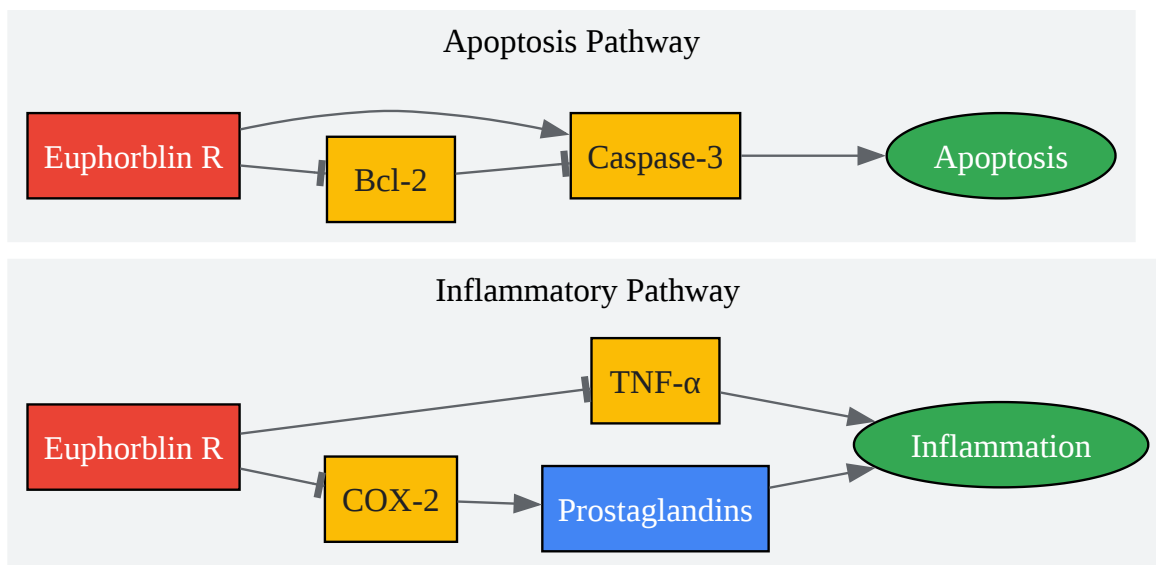 Apoptosis Pathway
Euphorblin R
Bcl-2
Caspase-3
Apoptosis
Inflammatory Pathway
Euphorblin R
TNF-α
COX-2
Prostaglandins
Inflammation